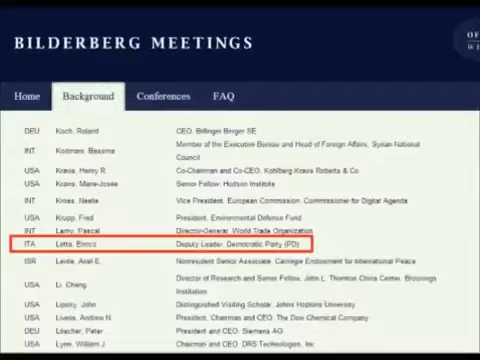 BILDERBERG MEETINGS
OF
Home Background Conferences FAQ
DEU Koch, Roland CEO, Bilfinger Berger SE
INT Kodmani, Bassma Member of the Executive Bureau and Head of Foreign Affairs, Syrian National
Council
USA Kravis, Henry R Co-Chairman and Co-CEO, Kohlberg Kravis Roberts & Co.
USA Kravis, Marie-Josée Senior Fellow, Hudson Institute
INT Kroes, Neelie Vice President, European Commission, Commissioner for Digital Agenda
USA Krupp, Fred President, Environmental Defense Fund
INT Lamy, Pascal Director-General, World Trade Organization
ITA Letta, Enrico Deputy Leader, Democratic Party (PD)
ISR Levite, Ariel E. Nonresident Senior Associate, Carnegie Endowment for International Peace
USA Li, Cheng Director of Research and Senior Fellow, John L. Thornton China Center, Brookings
Institution
USA Lipsky, John Distinguished Visiting Scholar, Johns Hopkins University
USA Liveris, Andrew N President, Chairman and CEO, The Dow Chemical Company
DEU Löscher, Peter President and CEO, Siemens AG
USA Lynn, William J Chairman and CEO, DRS Technologies, Inc.